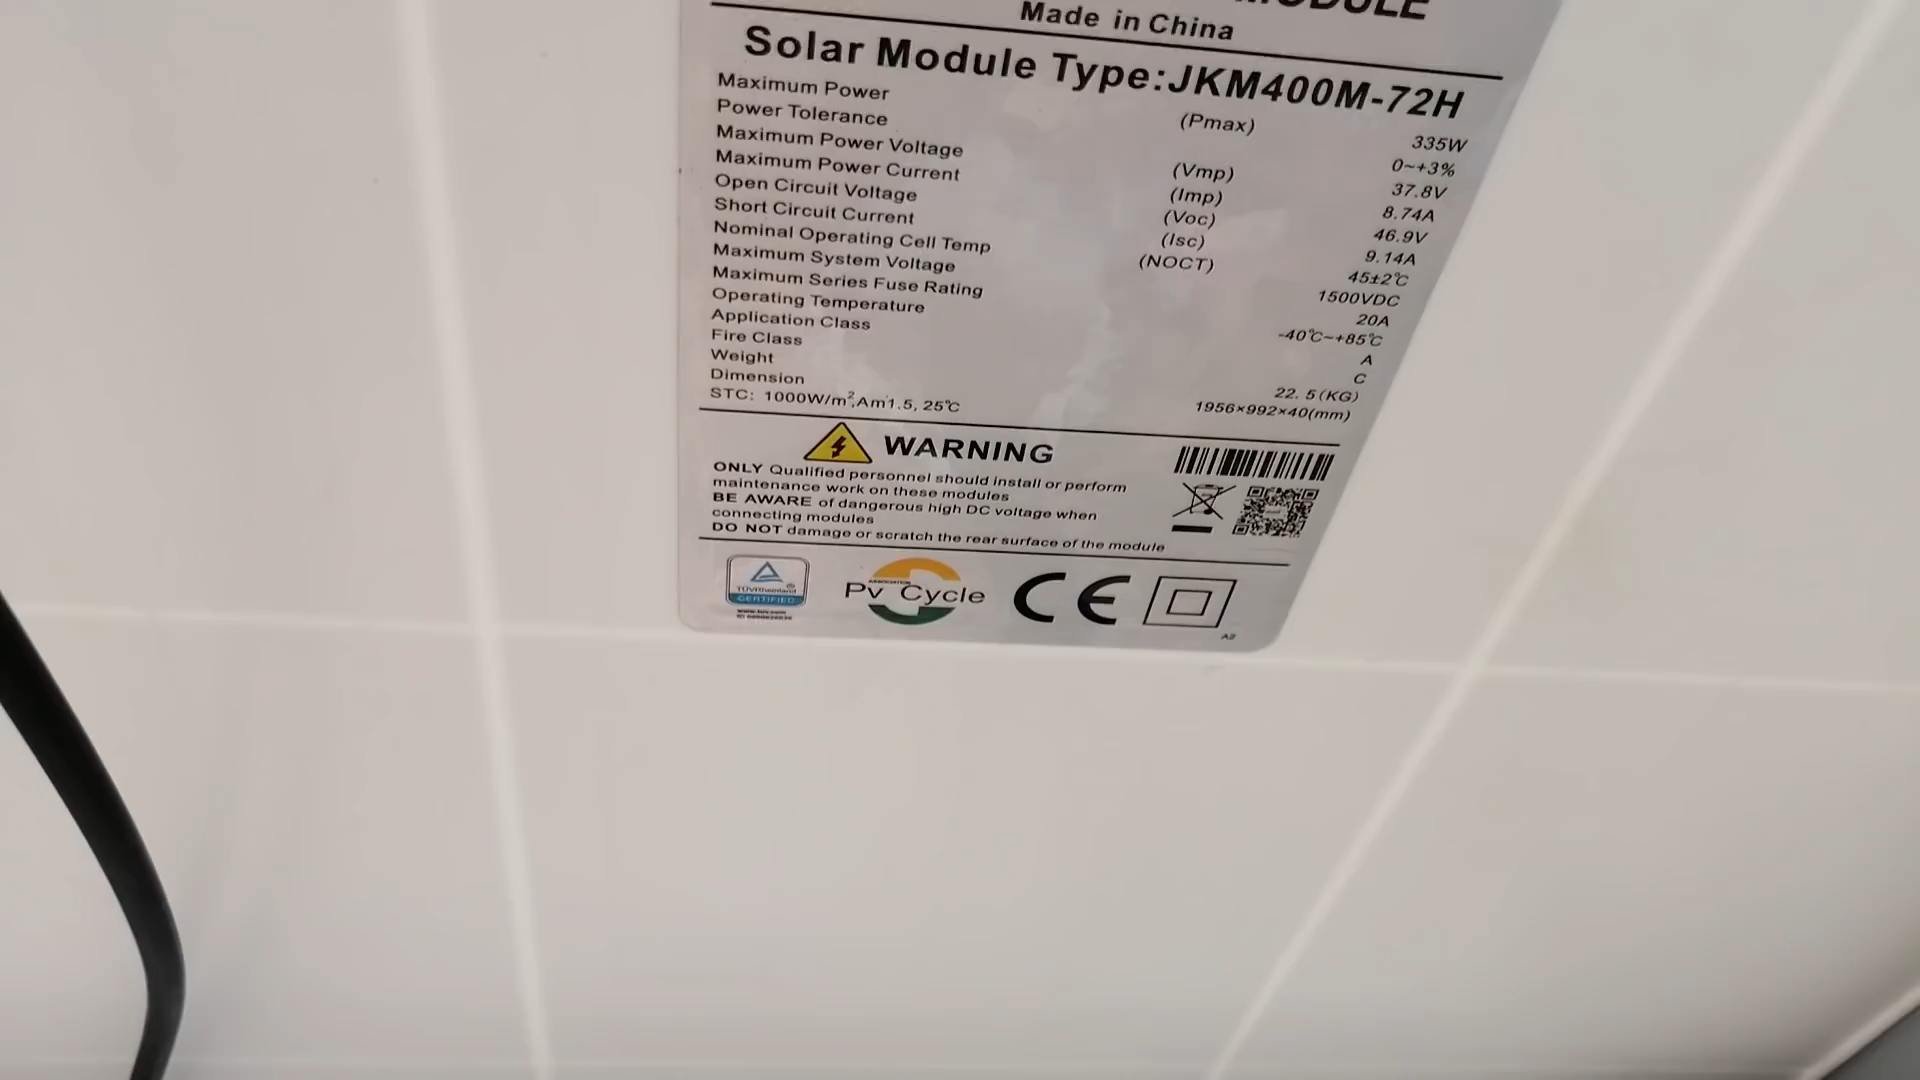 MODULE
Made in China
Solar Module Type:JKM400M-72H
Maximum Power (Pmax) 335W
Power Tolerance 0~+3%
Maximum Power Voltage (Vmp) 37.8V
Maximum Power Current (Imp) 8.74A
Open Circuit Voltage (Voc) 46.9V
Short Circuit Current (Isc) 9.14A
Nominal Operating Cell Temp (NOCT) 45±2℃
Maximum System Voltage 1500VDC
Maximum Series Fuse Rating 20A
Operating Temperature -40℃~+85℃
Application Class A
Fire Class C
Weight 22. 5(KG)
Dimension 1956×992×40(mm)
STC: 1000W/m²,Am1.5, 25℃
WARNING
ONLY Qualified personnel should install or perform
maintenance work on these modules
BE AWARE of dangerous high DC voltage when
connecting modules
DO NOT damage or scratch the rear surface of the module
TÜVRheinland
CERTIFIED
www.tuv.com
ASSOCIATION
Pv Cycle
CE
A2